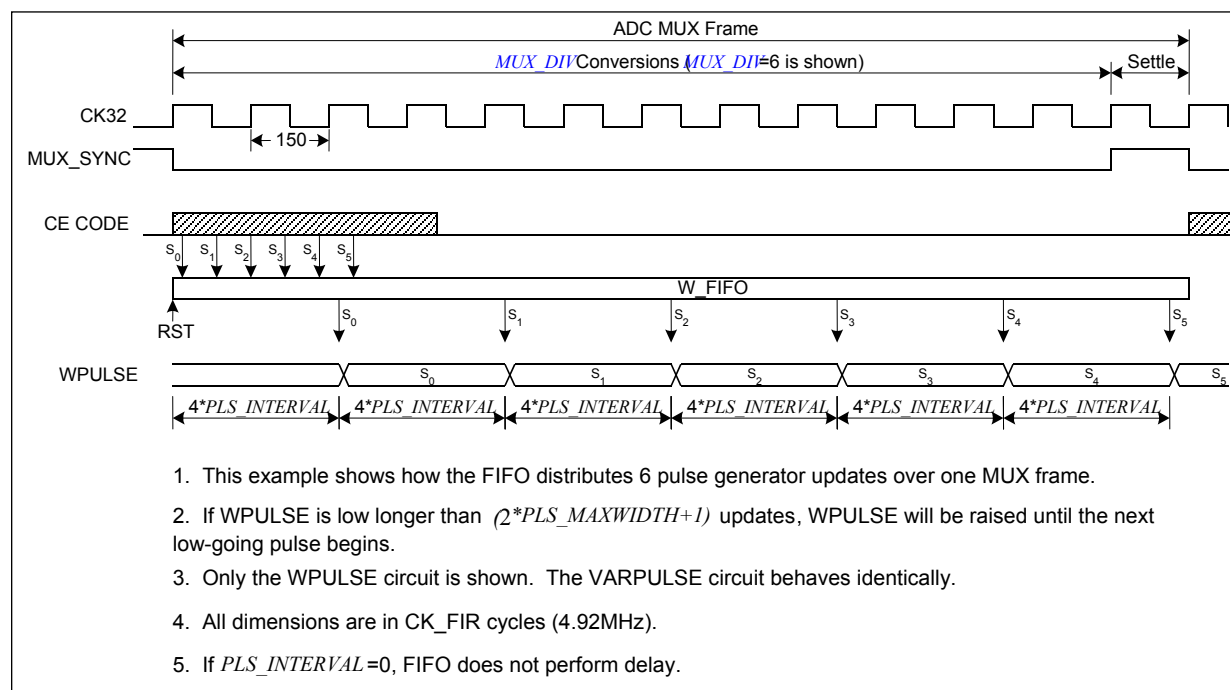 ADC MUX Frame
MUX_DIV Conversions (MUX_DIV=6 is shown)
Settle
CK32
150
MUX_SYNC
CE CODE
S0 S1 S2 S3 S4 S5
W_FIFO
RST
S0 S1 S2 S3 S4 S5
WPULSE
S0 S1 S2 S3 S4 S5
4*PLS_INTERVAL 4*PLS_INTERVAL 4*PLS_INTERVAL 4*PLS_INTERVAL 4*PLS_INTERVAL 4*PLS_INTERVAL
1. This example shows how the FIFO distributes 6 pulse generator updates over one MUX frame.
2. If WPULSE is low longer than (2*PLS_MAXWIDTH+1) updates, WPULSE will be raised until the next
low-going pulse begins.
3. Only the WPULSE circuit is shown. The VARPULSE circuit behaves identically.
4. All dimensions are in CK_FIR cycles (4.92MHz).
5. If PLS_INTERVAL=0, FIFO does not perform delay.